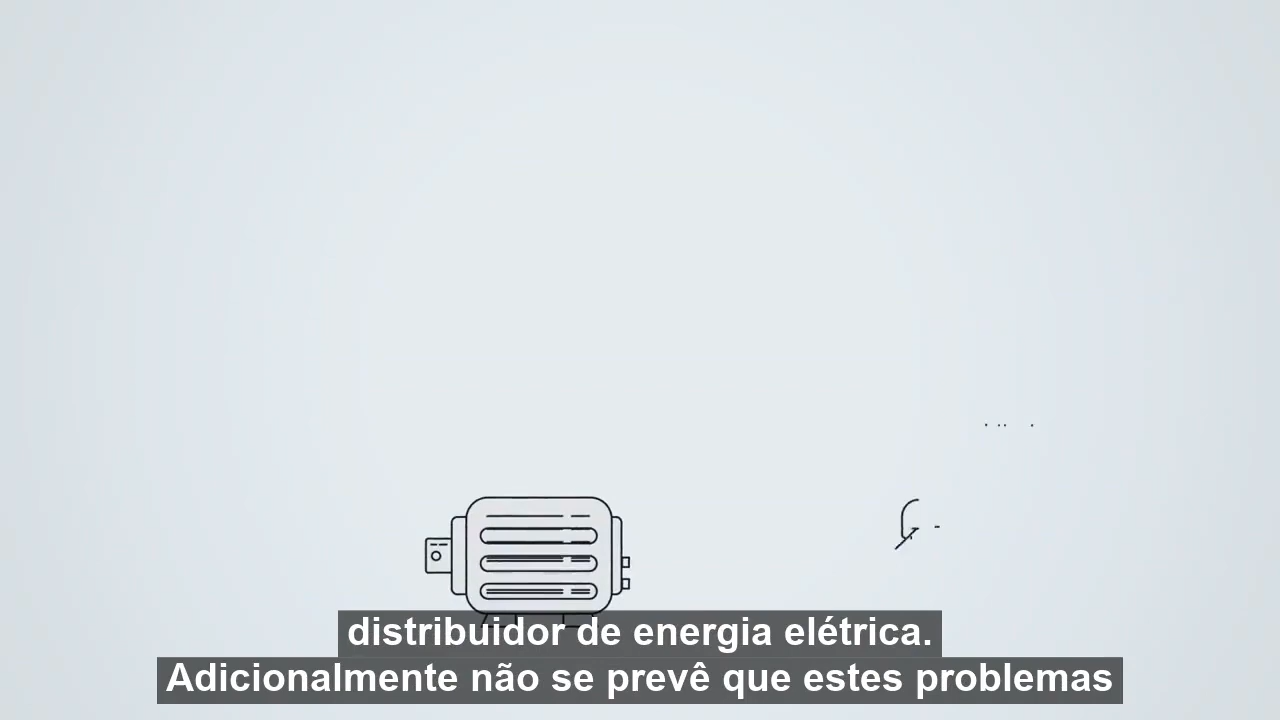 distribuidor de energia elétrica.
Adicionalmente não se prevê que estes problemas